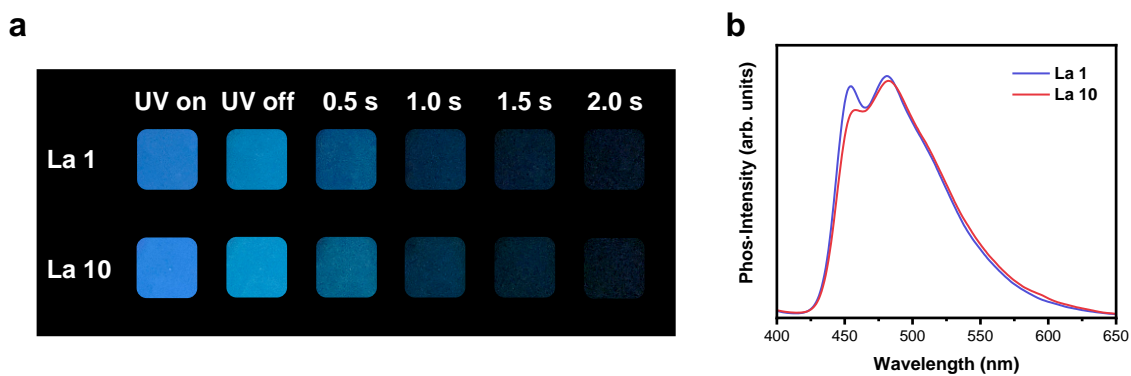 a
UV on UV off 0.5 s 1.0 s 1.5 s 2.0 s
La 1
La 10
b
Phos·Intensity (arb. units)
La 1
La 10
400 450 500 550 600 650
Wavelength (nm)